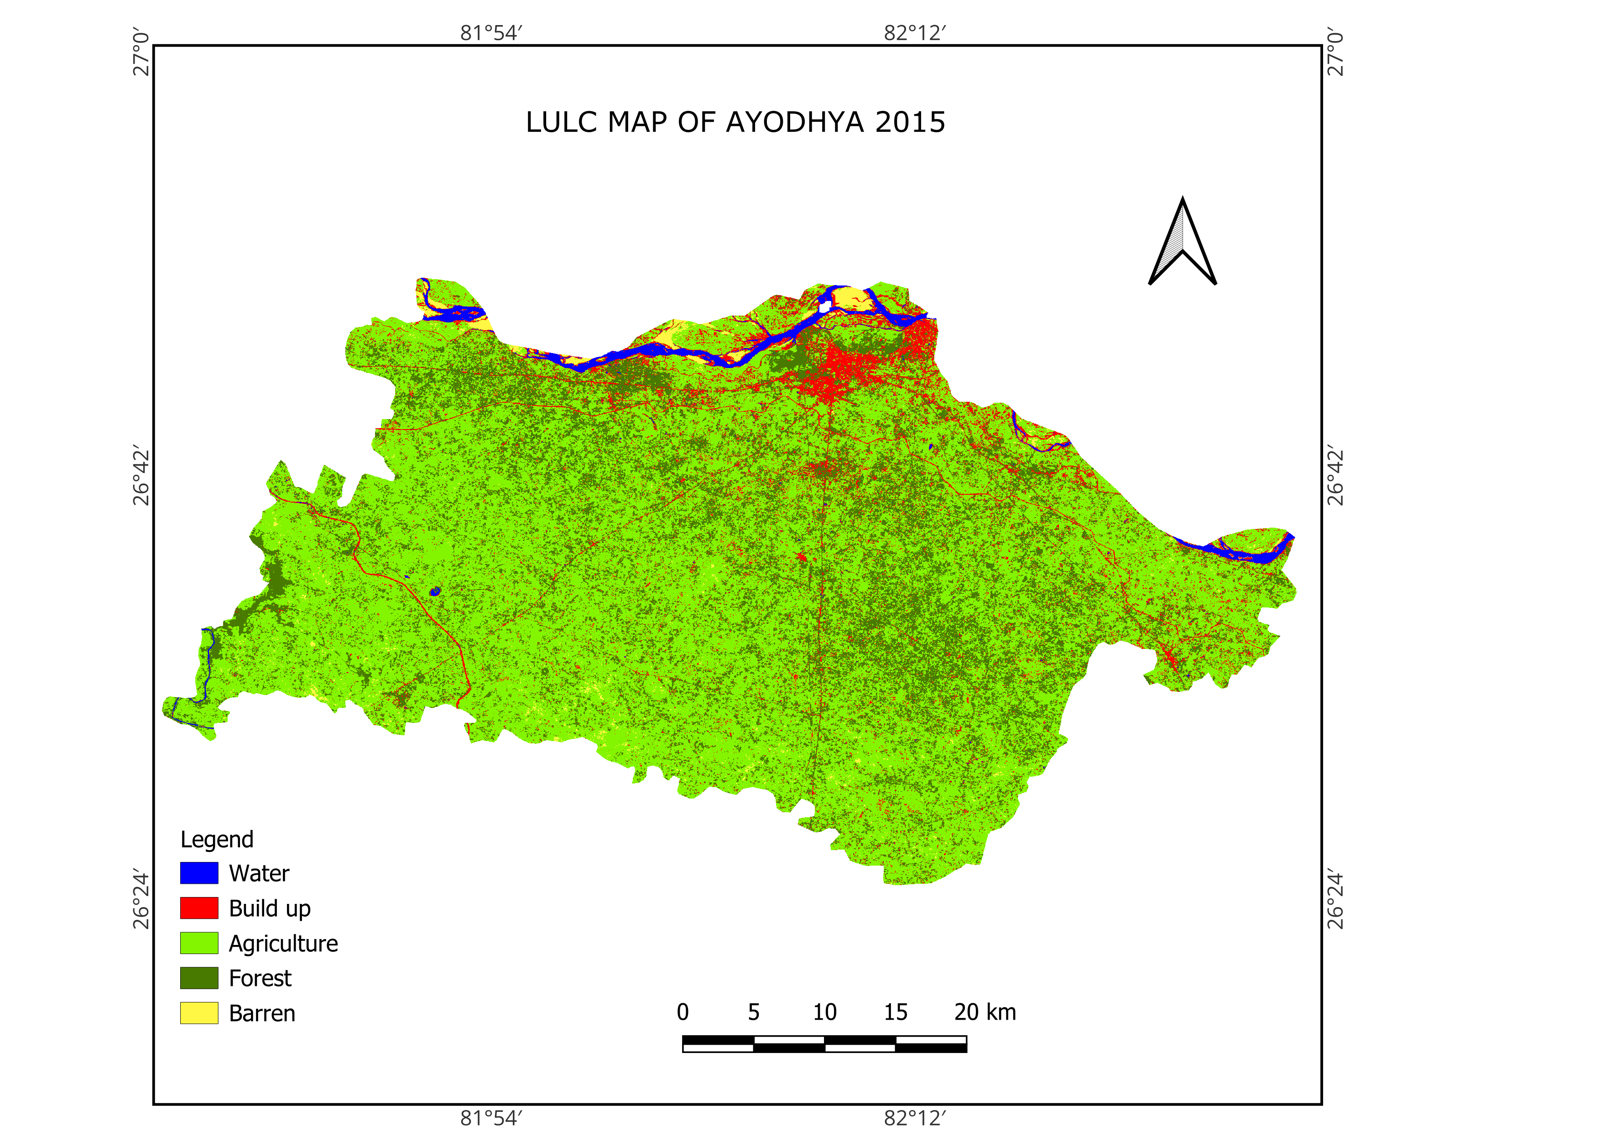 81°54′ 82°12′
27°0′ 27°0′
LULC MAP OF AYODHYA 2015
26°42′ 26°42′
Legend
Water
Build up
Agriculture
Forest
Barren
26°24′ 26°24′
0 5 10 15 20 km
81°54′ 82°12′